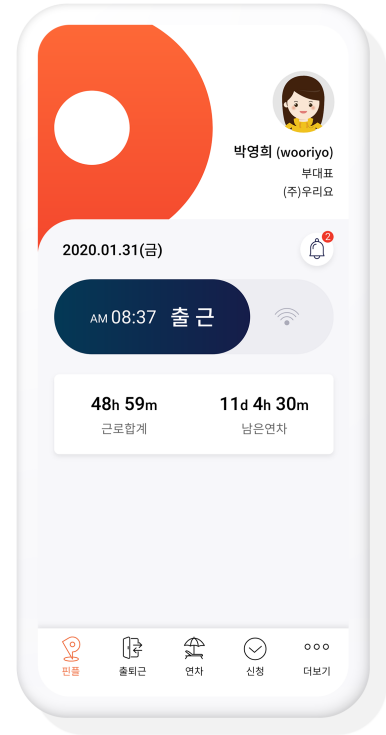 박영희 (wooriyo)
부대표
(주)우리요
2020.01.31(금)
2
AM 08:37 출근
48h 59m
11d 4h 30m
근로합계
남은연차
핀플
출퇴근
연차
신청
더보기